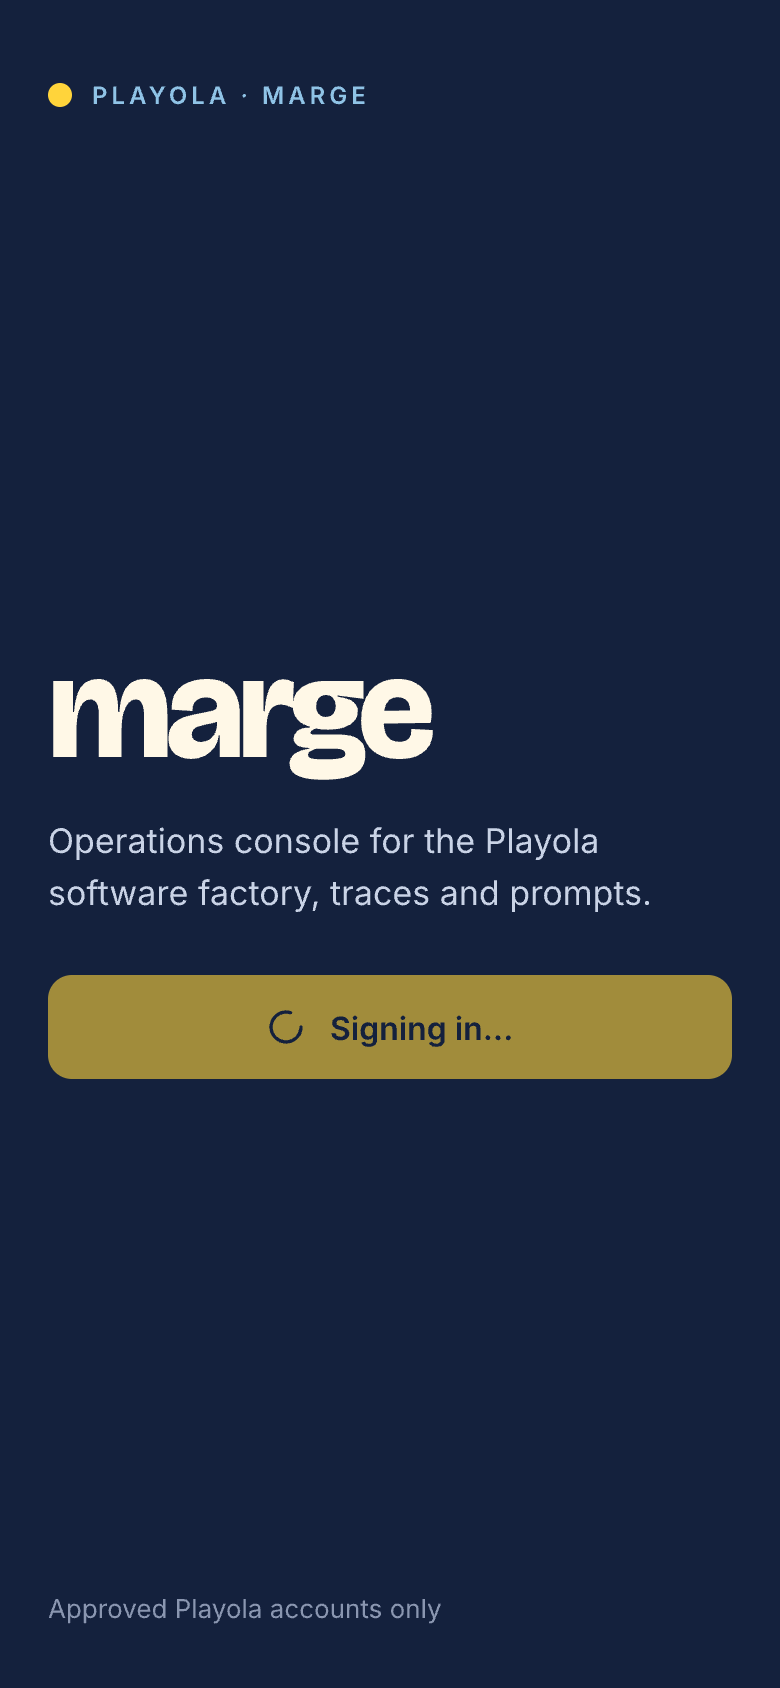 PLAYOLA · MARGE
marge
Operations console for the Playola
software factory, traces and prompts.
Signing in...
Approved Playola accounts only